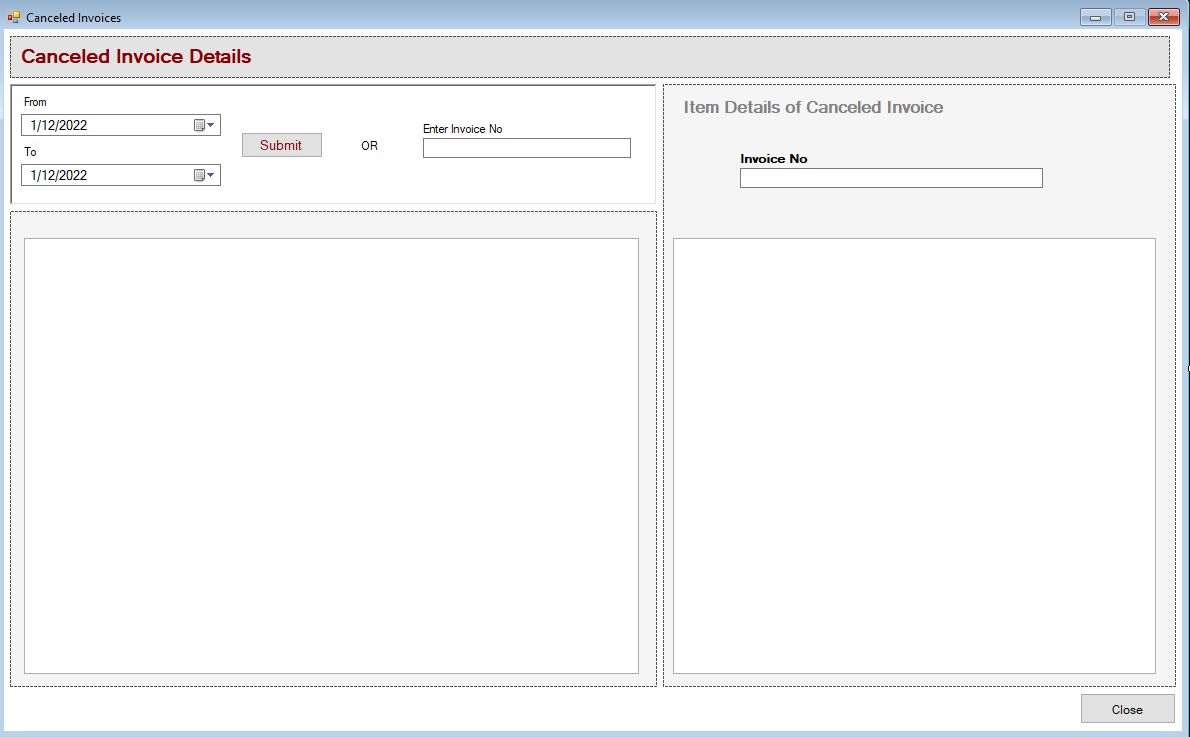 Canceled Invoices
Canceled Invoice Details
From
1/12/2022
To
1/12/2022
Submit
OR
Enter Invoice No
Item Details of Canceled Invoice
Invoice No
Close